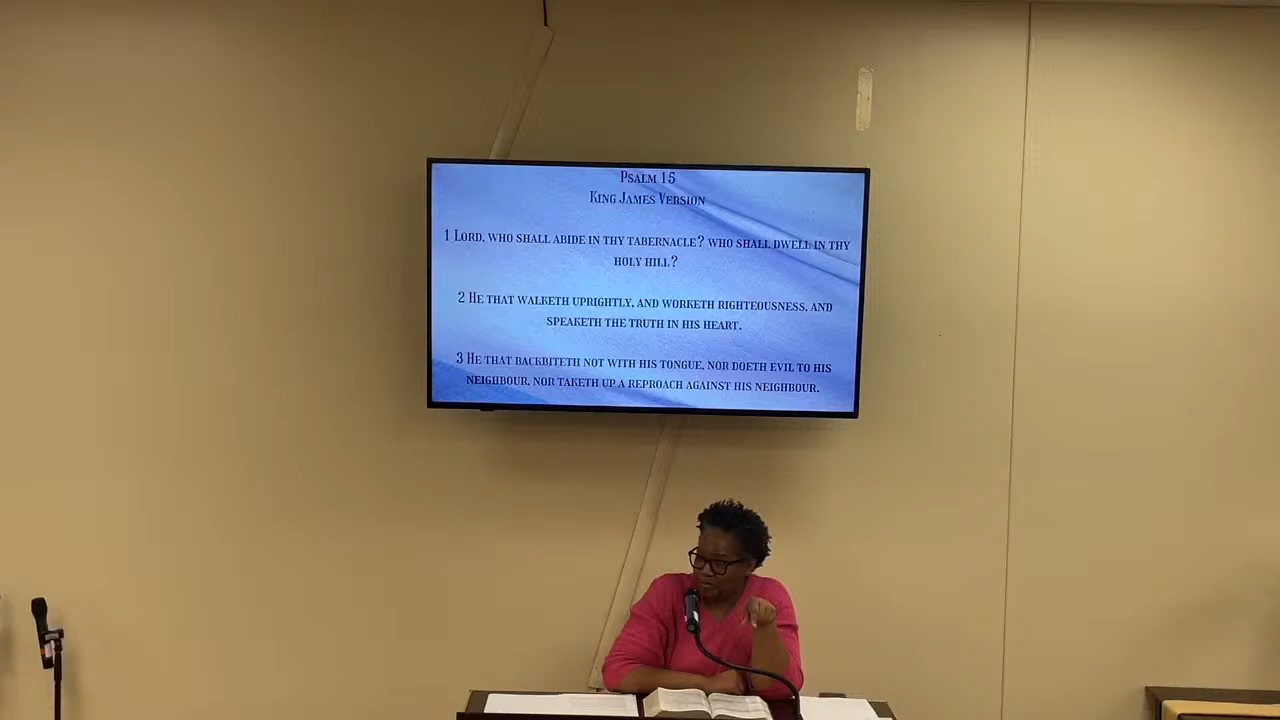 Psalm 15
King James Version
1 Lord, who shall abide in thy tabernacle? who shall dwell in thy
holy hill?
2 He that walketh uprightly, and worketh righteousness, and
speaketh the truth in his heart.
3 He that backbiteth not with his tongue, nor doeth evil to his
neighbour, nor taketh up a reproach against his neighbour.